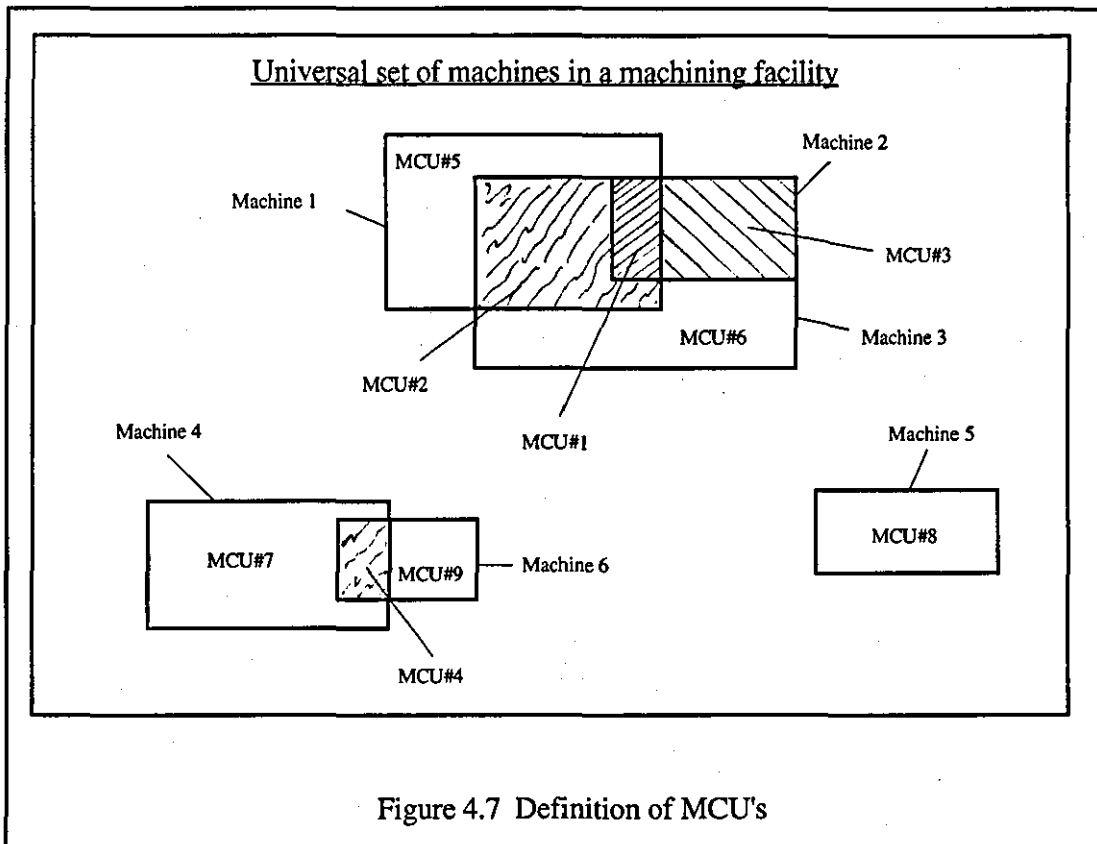 Universal set of machines in a machining facility
Machine 2
MCU#5
Machine 1
MCU#3
MCU#6
Machine 3
MCU#2
MCU#1
Machine 4
Machine 5
MCU#7
MCU#9
Machine 6
MCU#8
MCU#4
Figure 4.7 Definition of MCU's